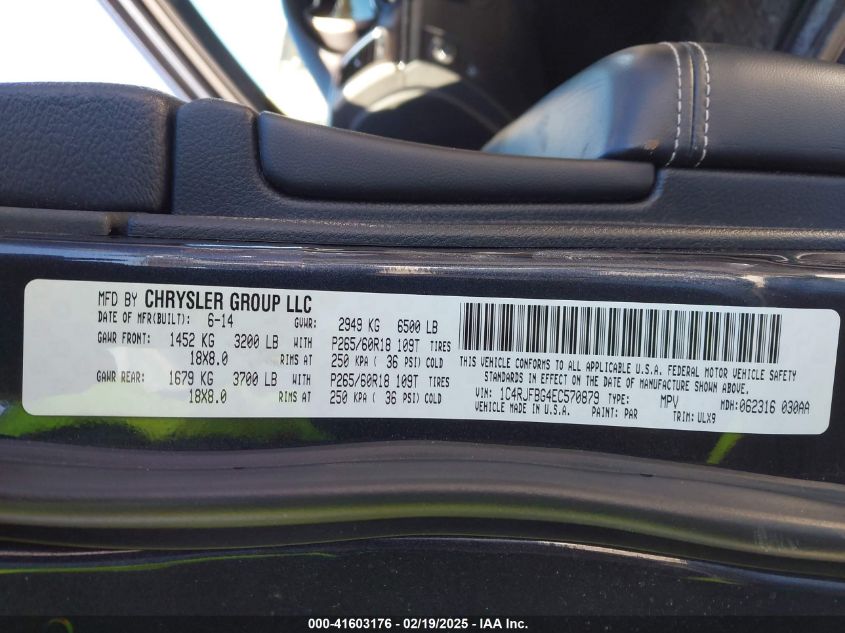 MFD BY CHRYSLER GROUP LLC
DATE OF MFR(BUILT): 6-14 GVWR: 2949 KG 6500 LB
GAWR FRONT: 1452 KG 3200 LB WITH P265/60R18 109T TIRES
18X8.0 RIMS AT 250 KPA ( 36 PSI) COLD
GAWR REAR: 1679 KG 3700 LB WITH P265/60R18 109T TIRES
18X8.0 RIMS AT 250 KPA ( 36 PSI) COLD
THIS VEHICLE CONFORMS TO ALL APPLICABLE U.S.A. FEDERAL MOTOR VEHICLE SAFETY
STANDARDS IN EFFECT ON THE DATE OF MANUFACTURE SHOWN ABOVE.
VIN: 1C4RJFBG4EC570879 TYPE: MPV MDH:062316 030AA
VEHICLE MADE IN U.S.A. PAINT: PAR TRIM: ULX9
000-41603176 - 02/19/2025 - IAA Inc.